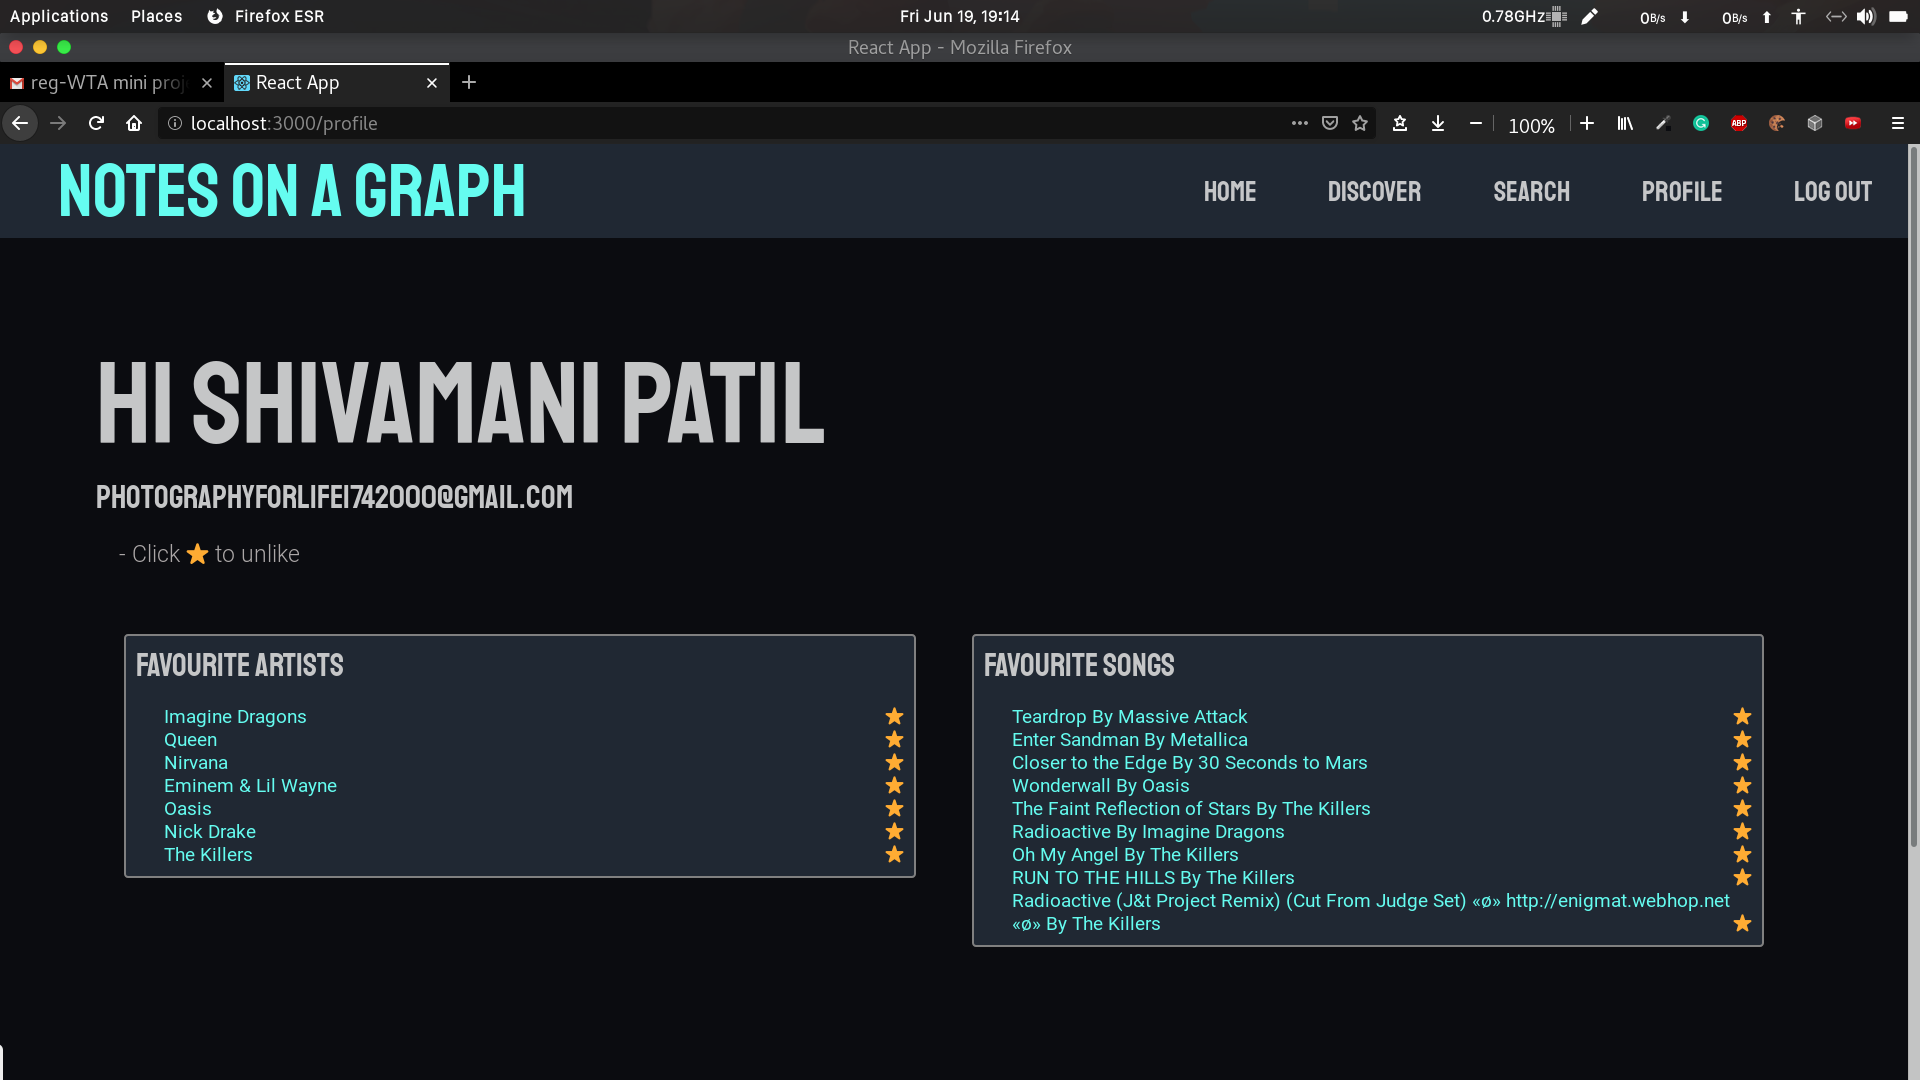 Applications Places Firefox ESR Fri Jun 19, 19:14 0.78GHz 0B/s 0B/s
React App - Mozilla Firefox
reg-WTA mini proj React App
localhost:3000/profile 100% ABP
NOTES ON A GRAPH HOME DISCOVER SEARCH PROFILE LOG OUT
HI SHIVAMANI PATIL
PHOTOGRAPHYFORLIFE1742000@GMAIL.COM
- Click ⭐ to unlike
FAVOURITE ARTISTS
Imagine Dragons
Queen
Nirvana
Eminem & Lil Wayne
Oasis
Nick Drake
The Killers
FAVOURITE SONGS
Teardrop By Massive Attack
Enter Sandman By Metallica
Closer to the Edge By 30 Seconds to Mars
Wonderwall By Oasis
The Faint Reflection of Stars By The Killers
Radioactive By Imagine Dragons
Oh My Angel By The Killers
RUN TO THE HILLS By The Killers
Radioactive (J&t Project Remix) (Cut From Judge Set) «ø» http://enigmat.webhop.net
«ø» By The Killers